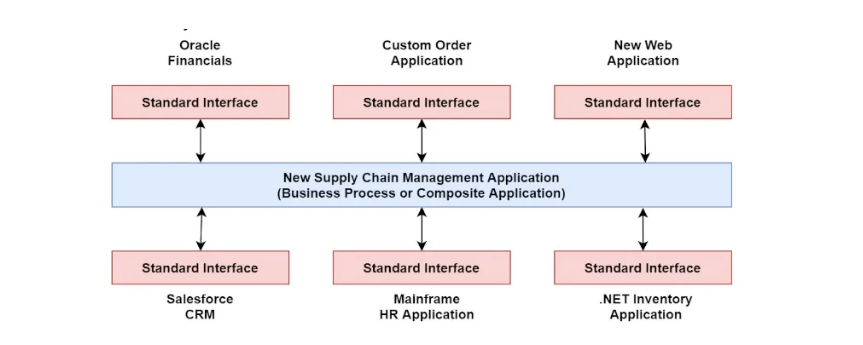 Oracle
Financials
Custom Order
Application
New Web
Application
Standard Interface
Standard Interface
Standard Interface
New Supply Chain Management Application
(Business Process or Composite Application)
Standard Interface
Standard Interface
Standard Interface
Salesforce
CRM
Mainframe
HR Application
.NET Inventory
Application